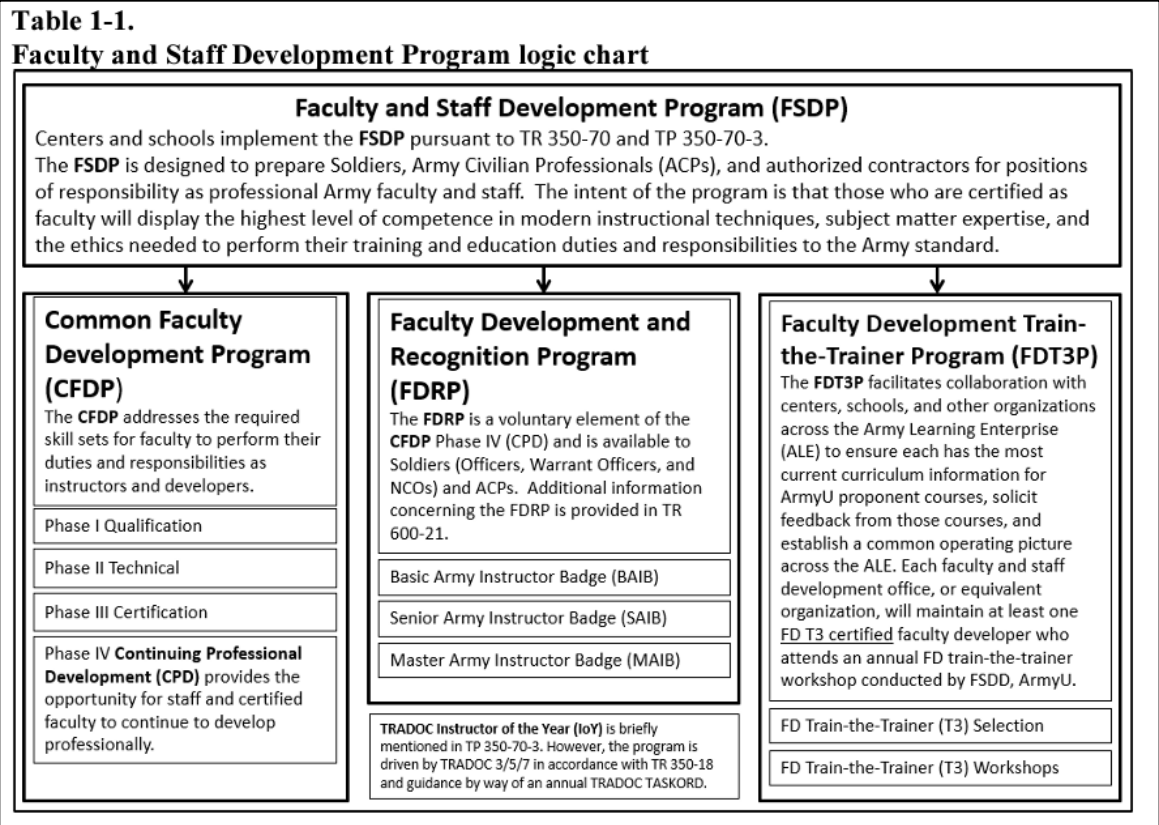 Table 1-1.
Faculty and Staff Development Program logic chart
Faculty and Staff Development Program (FSDP)
Centers and schools implement the FSDP pursuant to TR 350-70 and TP 350-70-3.
The FSDP is designed to prepare Soldiers, Army Civilian Professionals (ACPs), and authorized contractors for positions
of responsibility as professional Army faculty and staff. The intent of the program is that those who are certified as
faculty will display the highest level of competence in modern instructional techniques, subject matter expertise, and
the ethics needed to perform their training and education duties and responsibilities to the Army standard.
Common Faculty
Development Program
(CFDP)
The CFDP addresses the required
skill sets for faculty to perform their
duties and responsibilities as
instructors and developers.
Phase I Qualification
Phase II Technical
Phase III Certification
Phase IV Continuing Professional
Development (CPD) provides the
opportunity for staff and certified
faculty to continue to develop
professionally.
Faculty Development and
Recognition Program
(FDRP)
The FDRP is a voluntary element of the
CFDP Phase IV (CPD) and is available to
Soldiers (Officers, Warrant Officers, and
NCOs) and ACPs. Additional information
concerning the FDRP is provided in TR
600-21.
Basic Army Instructor Badge (BAIB)
Senior Army Instructor Badge (SAIB)
Master Army Instructor Badge (MAIB)
TRADOC Instructor of the Year (IoY) is briefly
mentioned in TP 350-70-3. However, the program is
driven by TRADOC 3/5/7 in accordance with TR 350-18
and guidance by way of an annual TRADOC TASKORD.
Faculty Development Train-
the-Trainer Program (FDT3P)
The FDT3P facilitates collaboration with
centers, schools, and other organizations
across the Army Learning Enterprise
(ALE) to ensure each has the most
current curriculum information for
ArmyU proponent courses, solicit
feedback from those courses, and
establish a common operating picture
across the ALE. Each faculty and staff
development office, or equivalent
organization, will maintain at least one
FD T3 certified faculty developer who
attends an annual FD train-the-trainer
workshop conducted by FSDD, ArmyU.
FD Train-the-Trainer (T3) Selection
FD Train-the-Trainer (T3) Workshops